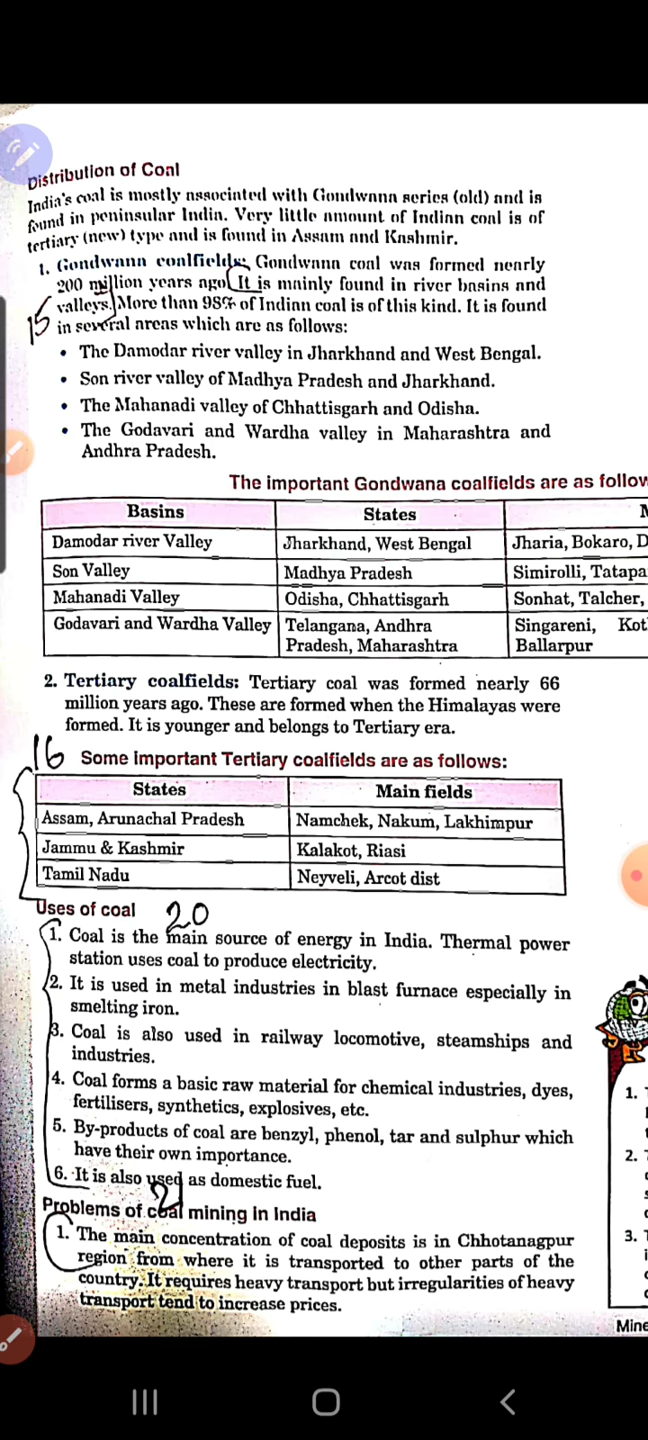 Distribution of Coal
India's coal is mostly associated with Gondwana series (old) and is
found in peninsular India. Very little amount of Indian coal is of
tertiary (new) type and is found in Assam and Kashmir.
1. Gondwana coalfields: Gondwana coal was formed nearly
200 million years ago. It is mainly found in river basins and
valleys. More than 98% of Indian coal is of this kind. It is found
15
in several areas which are as follows:
• The Damodar river valley in Jharkhand and West Bengal.
• Son river valley of Madhya Pradesh and Jharkhand.
• The Mahanadi valley of Chhattisgarh and Odisha.
• The Godavari and Wardha valley in Maharashtra and
Andhra Pradesh.
The important Gondwana coalfields are as follow
Basins States M
Damodar river Valley Jharkhand, West Bengal Jharia, Bokaro, D
Son Valley Madhya Pradesh Simirolli, Tatapa
Mahanadi Valley Odisha, Chhattisgarh Sonhat, Talcher,
Godavari and Wardha Valley Telangana, Andhra Singareni, Kot
Pradesh, Maharashtra Ballarpur
2. Tertiary coalfields: Tertiary coal was formed nearly 66
million years ago. These are formed when the Himalayas were
formed. It is younger and belongs to Tertiary era.
16 Some important Tertiary coalfields are as follows:
States Main fields
Assam, Arunachal Pradesh Namchek, Nakum, Lakhimpur
Jammu & Kashmir Kalakot, Riasi
Tamil Nadu Neyveli, Arcot dist
Uses of coal 20
1. Coal is the main source of energy in India. Thermal power
station uses coal to produce electricity.
2. It is used in metal industries in blast furnace especially in
smelting iron.
3. Coal is also used in railway locomotive, steamships and
industries.
4. Coal forms a basic raw material for chemical industries, dyes,
fertilisers, synthetics, explosives, etc.
5. By-products of coal are benzyl, phenol, tar and sulphur which
have their own importance.
6. It is also used as domestic fuel.
21
Problems of coal mining in India
1. The main concentration of coal deposits is in Chhotanagpur
region from where it is transported to other parts of the
country. It requires heavy transport but irregularities of heavy
transport tend to increase prices.
1. T
2. T
3. T
Mine